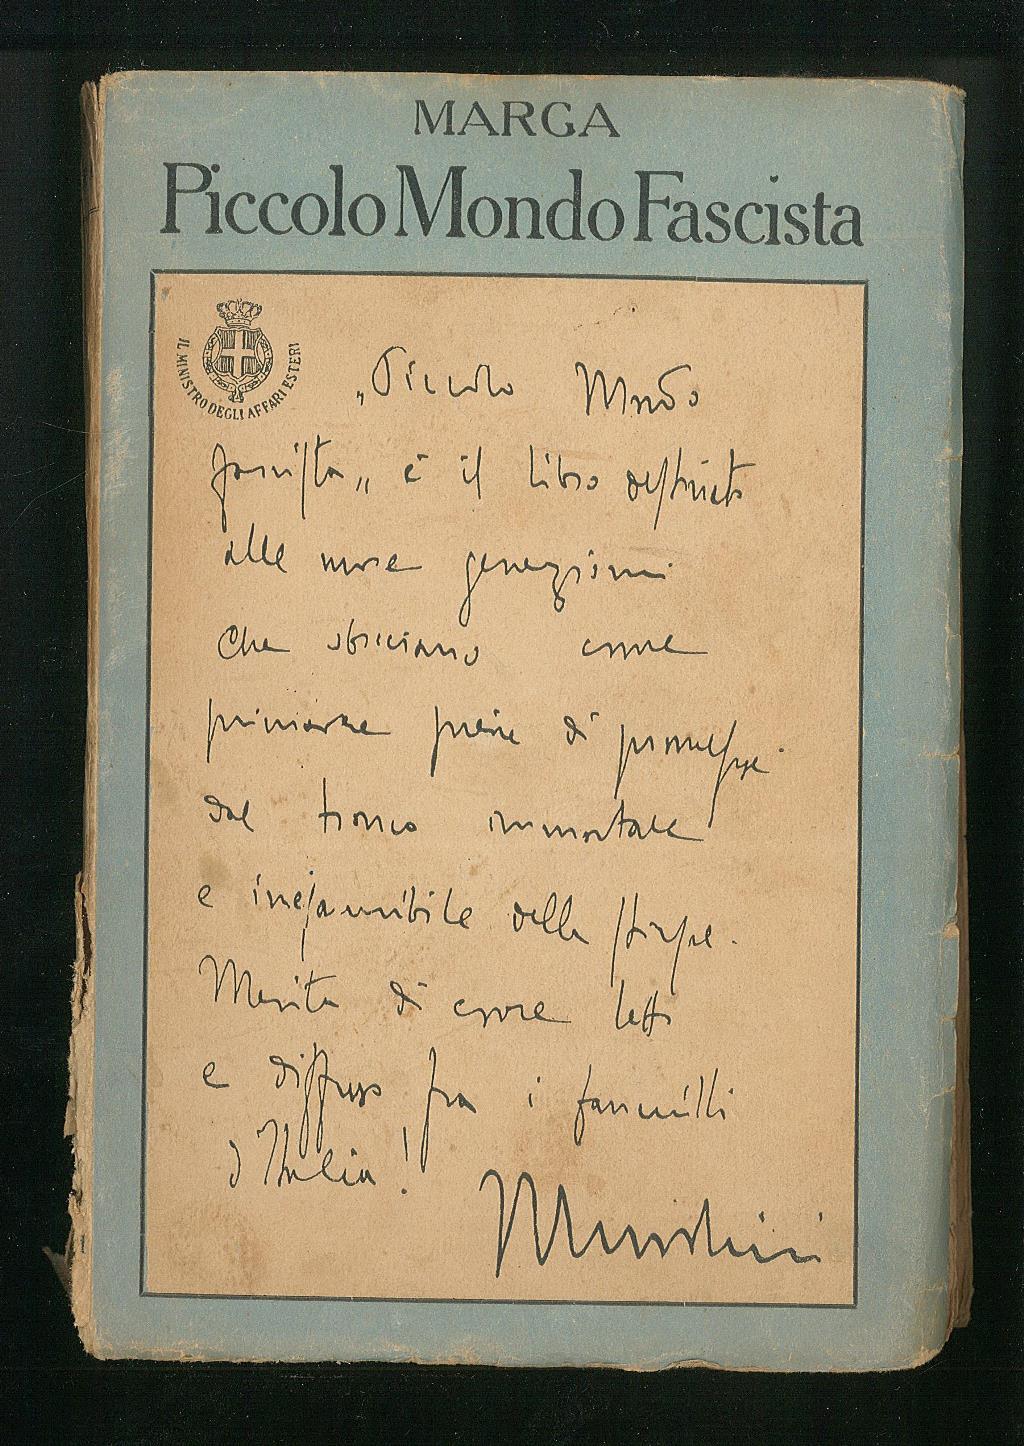 MARGA
Piccolo Mondo Fascista
IL MINISTRO DEGLI AFFARI ESTERI
„Piccolo Mondo
fascista„ è il libro destinato
alle nuove generazioni
che sbocciano come
primavere piene di promesse
dal tronco immortale
e inesauribile della stirpe.
Merita di essere letto
e diffuso fra i fanciulli
d'Italia!
Mussolini